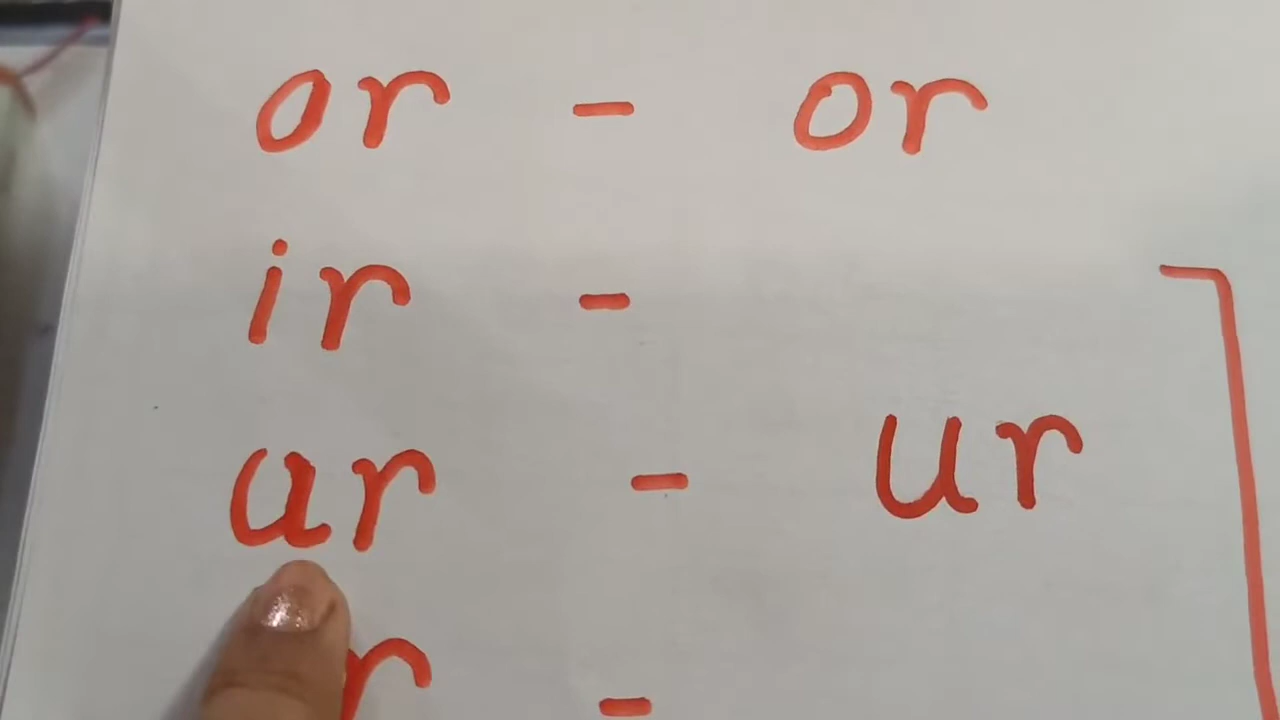 or - or
ir -
ur - ur
r -